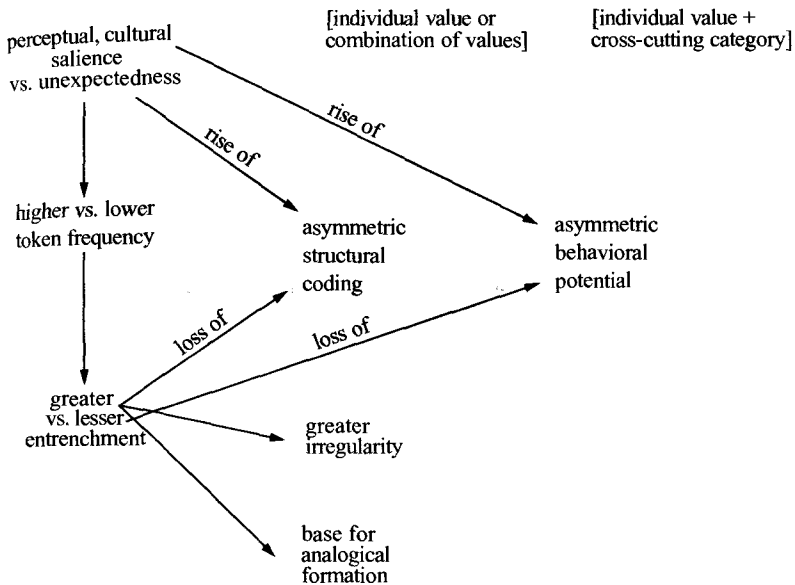 perceptual, cultural
salience
vs. unexpectedness
[individual value or
combination of values]
[individual value +
cross-cutting category]
rise of
rise of
higher vs. lower
token frequency
asymmetric
structural
coding
asymmetric
behavioral
potential
loss of
loss of
greater
vs. lesser
entrenchment
greater
irregularity
base for
analogical
formation